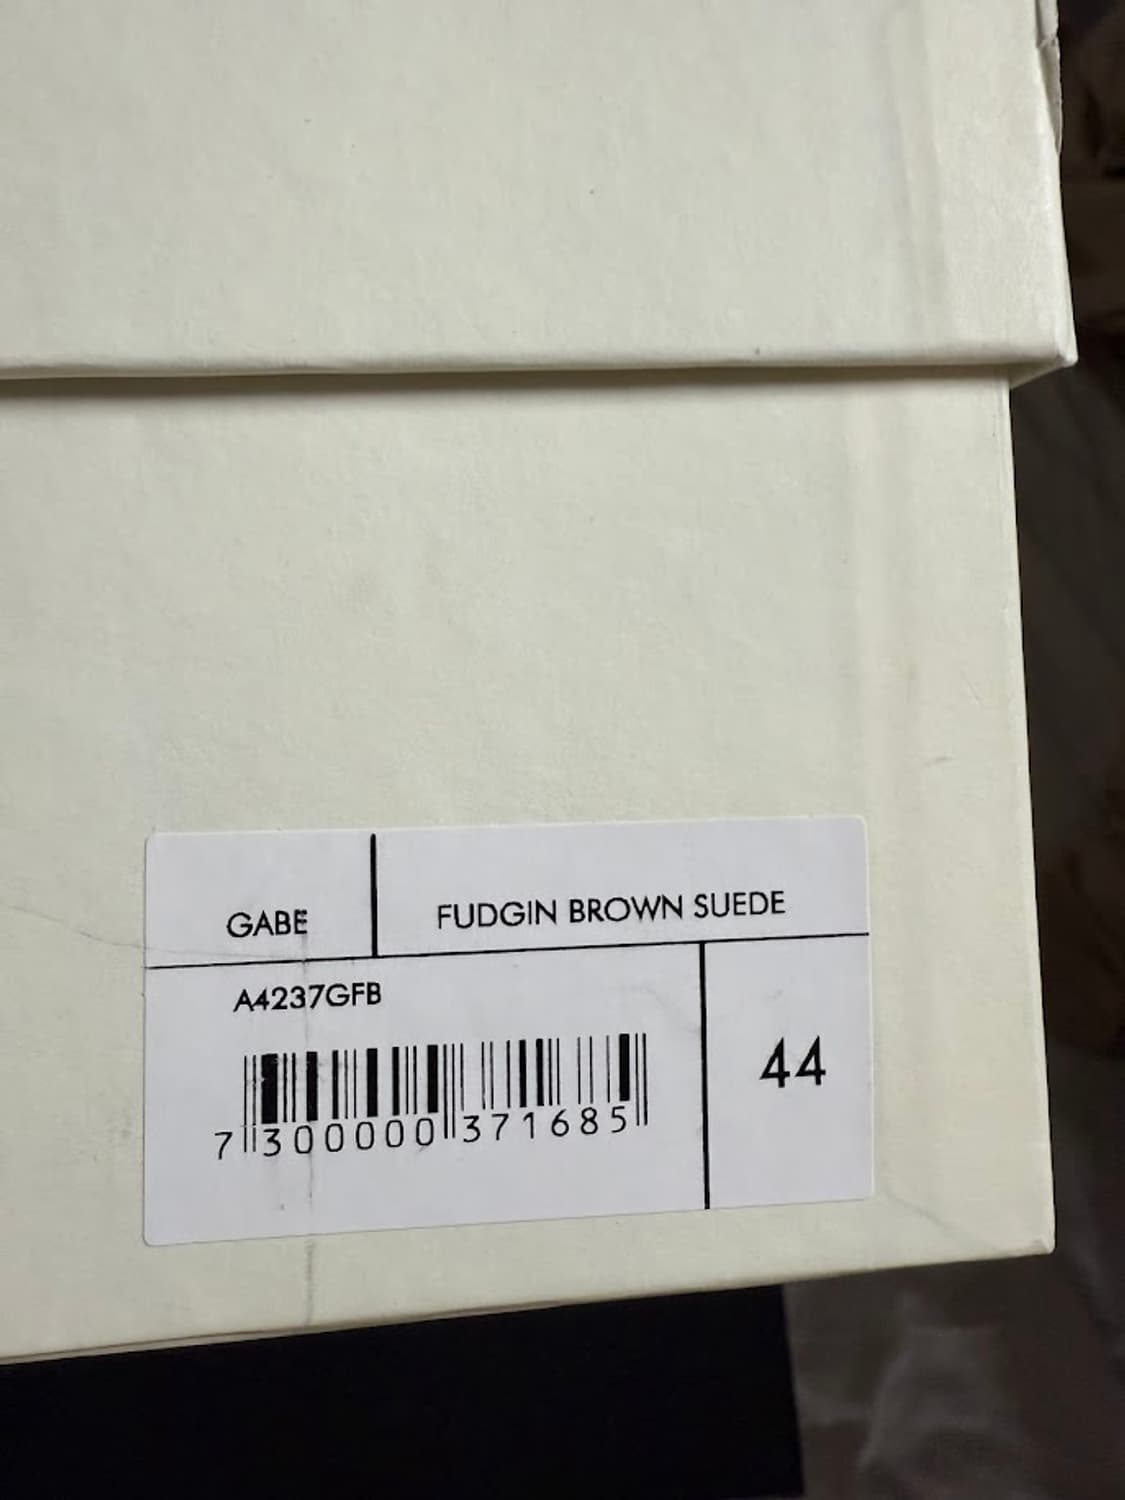 GABE
FUDGIN BROWN SUEDE
A4237GFB
44
7 300000 371685